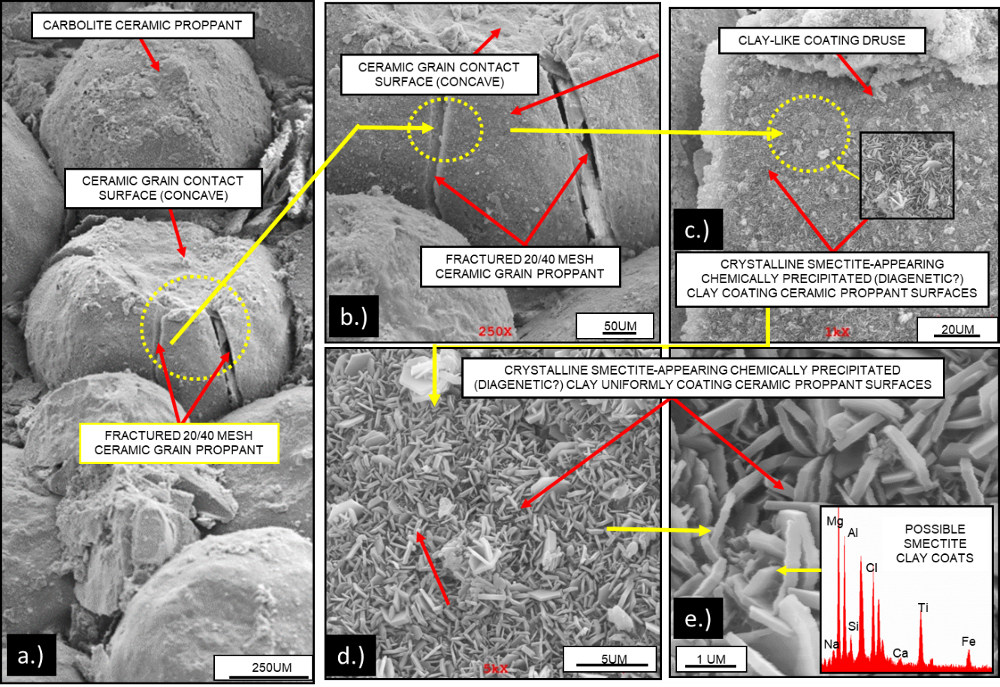 CARBOLITE CERAMIC PROPPANT
CERAMIC GRAIN CONTACT
SURFACE (CONCAVE)
FRACTURED 20/40 MESH
CERAMIC GRAIN PROPPANT
a.)
250UM
CERAMIC GRAIN CONTACT
SURFACE (CONCAVE)
FRACTURED 20/40 MESH
CERAMIC GRAIN PROPPANT
b.)
250X
50UM
CLAY-LIKE COATING DRUSE
c.)
CRYSTALLINE SMECTITE-APPEARING
CHEMICALLY PRECIPITATED (DIAGENETIC?)
CLAY COATING CERAMIC PROPPANT SURFACES
1kX
20UM
CRYSTALLINE SMECTITE-APPEARING CHEMICALLY PRECIPITATED
(DIAGENETIC?) CLAY UNIFORMLY COATING CERAMIC PROPPANT SURFACES
d.)
5kX
5UM
e.)
1 UM
POSSIBLE
SMECTITE
CLAY COATS
Mg
Al
Cl
Si
Na
Ca
Ti
Fe